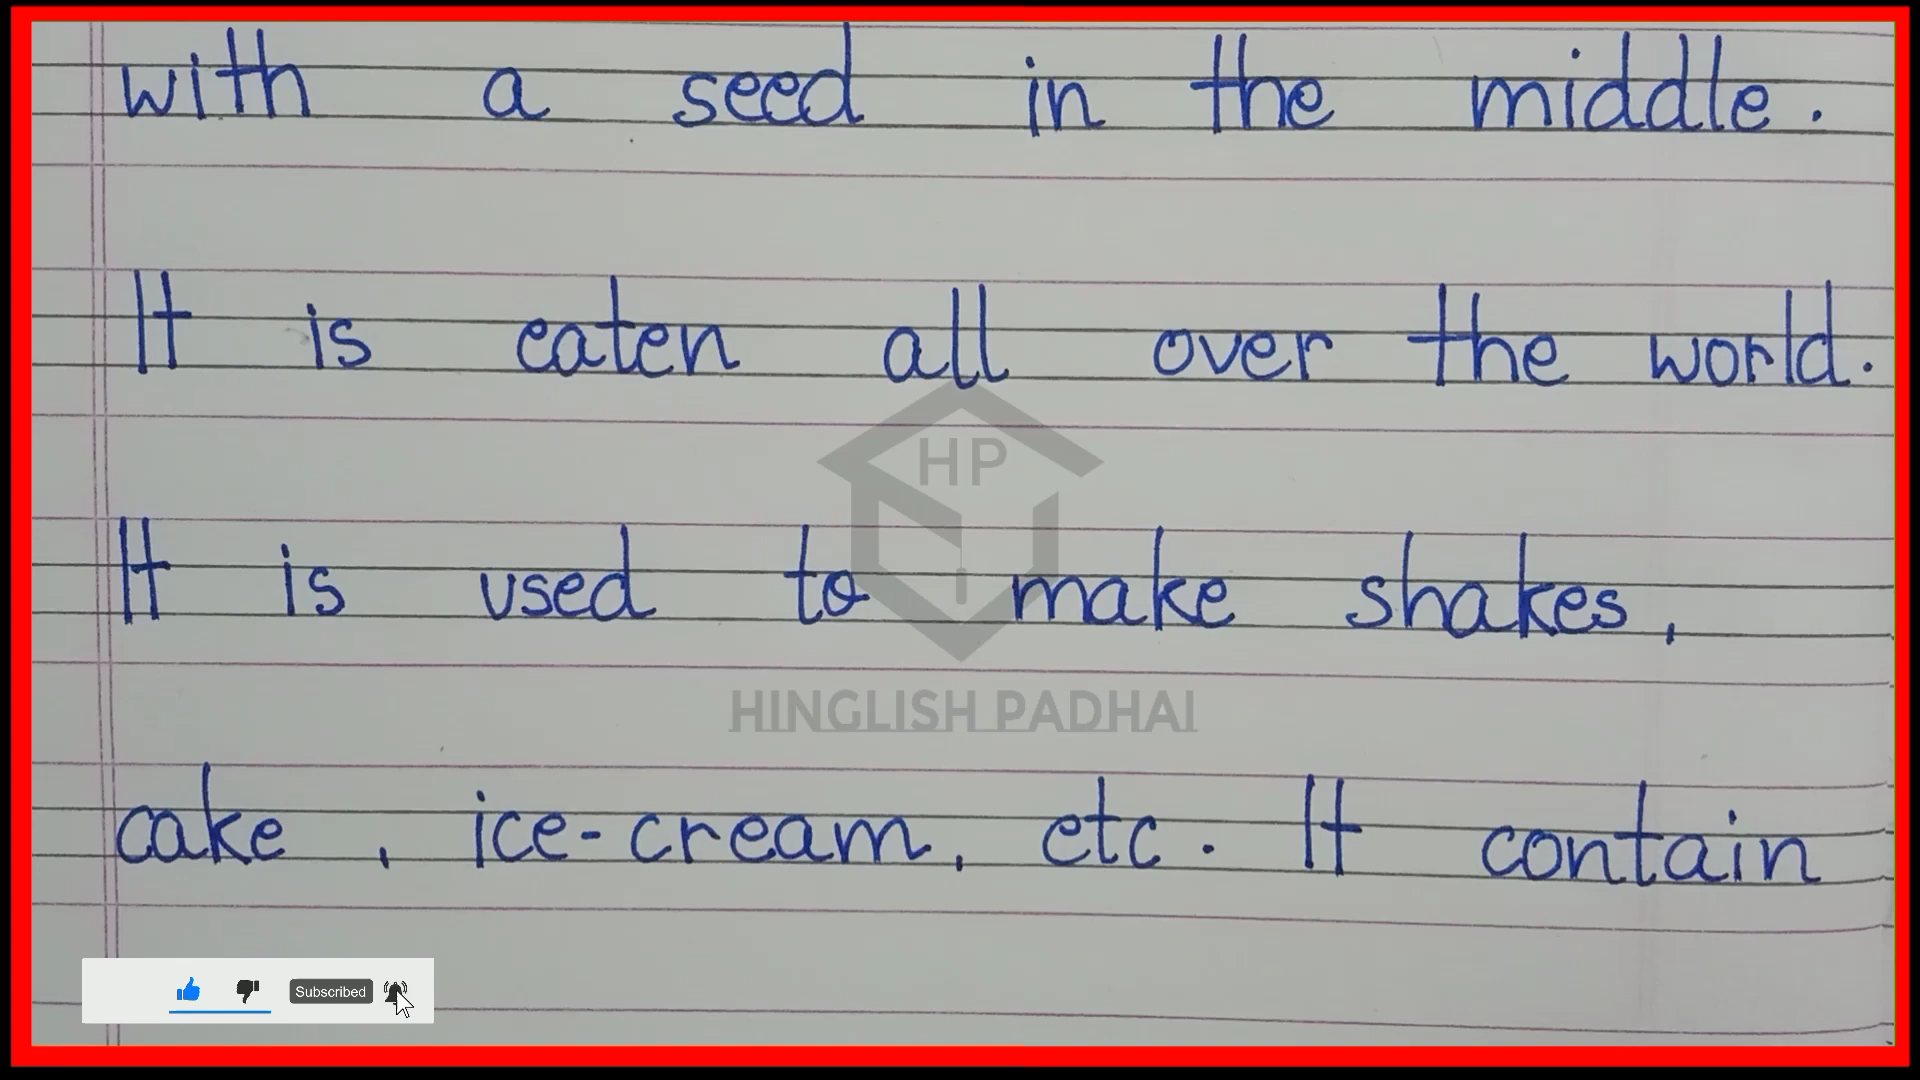 with a seed in the middle.
It is eaten all over the world.
HP
It is used to make shakes,
HINGLISH PADHAI
cake, ice-cream, etc. It contain
Subscribed